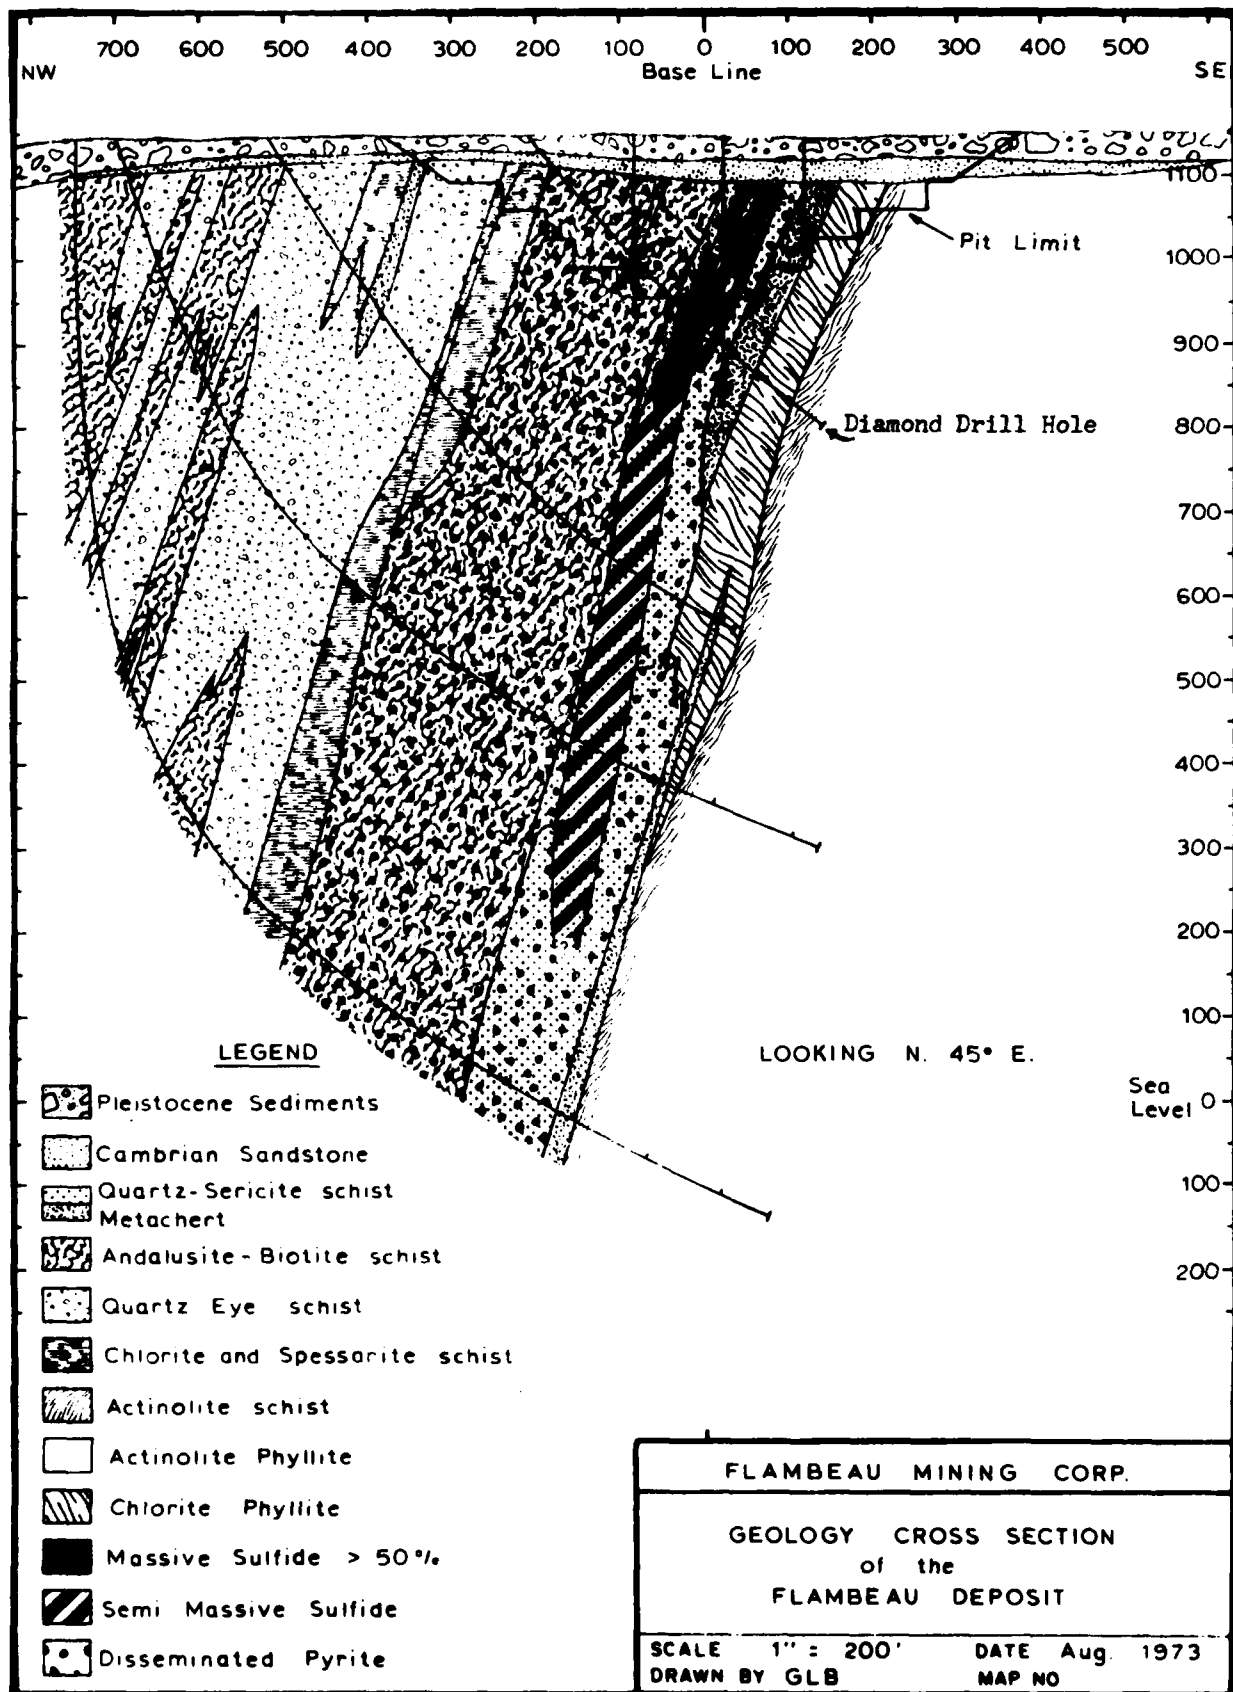 700 600 500 400 300 200 100 0 100 200 300 400 500
NW Base Line SE
1100
Pit Limit
1000
900
Diamond Drill Hole
800
700
600
500
400
300
200
100
LEGEND
LOOKING N. 45° E.
Pleistocene Sediments
Sea
Level 0
Cambrian Sandstone
Quartz-Sericite schist
Metachert
100
Andalusite-Biotite schist
200
Quartz Eye schist
Chlorite and Spessarite schist
Actinolite schist
Actinolite Phyllite
Chlorite Phyllite
Massive Sulfide > 50%
Semi Massive Sulfide
Disseminated Pyrite
FLAMBEAU MINING CORP.
GEOLOGY CROSS SECTION
of the
FLAMBEAU DEPOSIT
SCALE 1" = 200' DATE Aug. 1973
DRAWN BY GLB MAP NO